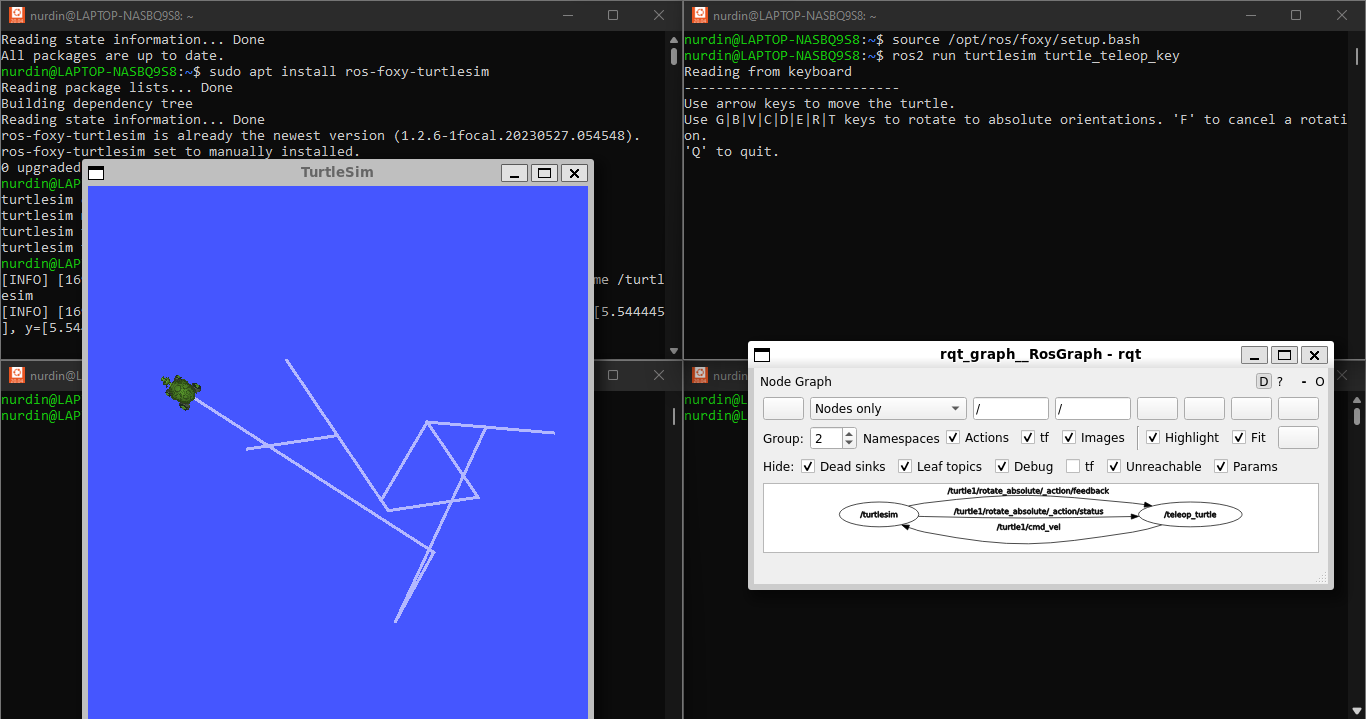 nurdin@LAPTOP-NASBQ9S8: ~
Reading state information... Done
All packages are up to date.
nurdin@LAPTOP-NASBQ9S8:~$ sudo apt install ros-foxy-turtlesim
Reading package lists... Done
Building dependency tree
Reading state information... Done
ros-foxy-turtlesim is already the newest version (1.2.6-1focal.20230527.054548).
ros-foxy-turtlesim set to manually installed.
0 upgraded
nurdin@LAP
turtlesim
turtlesim
turtlesim
turtlesim
nurdin@LAP
[INFO] [16 me /turtl
esim
[INFO] [16 [5.544445
], y=[5.54
TurtleSim
nurdin@L
nurdin@LAP
nurdin@LAP
nurdin@LAPTOP-NASBQ9S8: ~
nurdin@LAPTOP-NASBQ9S8:~$ source /opt/ros/foxy/setup.bash
nurdin@LAPTOP-NASBQ9S8:~$ ros2 run turtlesim turtle_teleop_key
Reading from keyboard
---------------------------
Use arrow keys to move the turtle.
Use G|B|V|C|D|E|R|T keys to rotate to absolute orientations. 'F' to cancel a rotati
on.
'Q' to quit.
nurdin
nurdin@L
nurdin@L
rqt_graph__RosGraph - rqt
Node Graph D ? - O
Nodes only / /
Group: 2 Namespaces Actions tf Images Highlight Fit
Hide: Dead sinks Leaf topics Debug tf Unreachable Params
/turtle1/rotate_absolute/_action/feedback
/turtlesim /turtle1/rotate_absolute/_action/status /teleop_turtle
/turtle1/cmd_vel